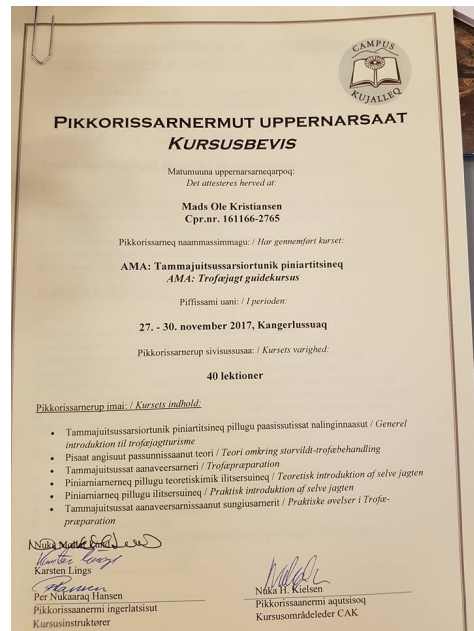 CAMPUS
KUJALLEQ
PIKKORISSARNERMUT UPPERNARSAAT
KURSUSBEVIS
Matumuuna uppernarsarneqarpoq:
Det attesteres herved at:
Mads Ole Kristiansen
Cpr.nr. 161166-2765
Pikkorissarneq naammassimmagu: / Har gennemført kurset:
AMA: Tammajuitsussarsiortunik piniartitsineq
AMA: Trofæjagt guidekursus
Piffissami uani: / I perioden:
27. - 30. november 2017, Kangerlussuaq
Pikkorissarnerup sivisussusaa: / Kursets varighed:
40 lektioner
Pikkorissarnerup imai: / Kursets indhold:
• Tammajuitsussarsiortunik piniartitsineq pillugu paasissutissat nalinginnaasut / Generel
introduktion til trofæjagtturisme
• Pisaat angisuut passunnissaanut teori / Teori omkring storvildt-trofæbehandling
• Tammajuitsussat aanaveersarneri / Trofæpræparation
• Piniarniarnerneq pillugu teoretiskimik ilitsersuineq / Teoretisk introduktion af selve jagten
• Piniarniarneq pillugu ilitsersuineq / Praktisk introduktion af selve jagten
• Tammajuitsussat aanaveersarnissaanut sungiusarnerit / Praktiske øvelser i Trofæ-
præparation
Karsten Lings
Per Nukaaraq Hansen
Pikkorissaanermi ingerlatsisut
Kursusinstruktører
Nuka H. Kielsen
Pikkorissaanermi aqutsisoq
Kursusområdeleder CAK